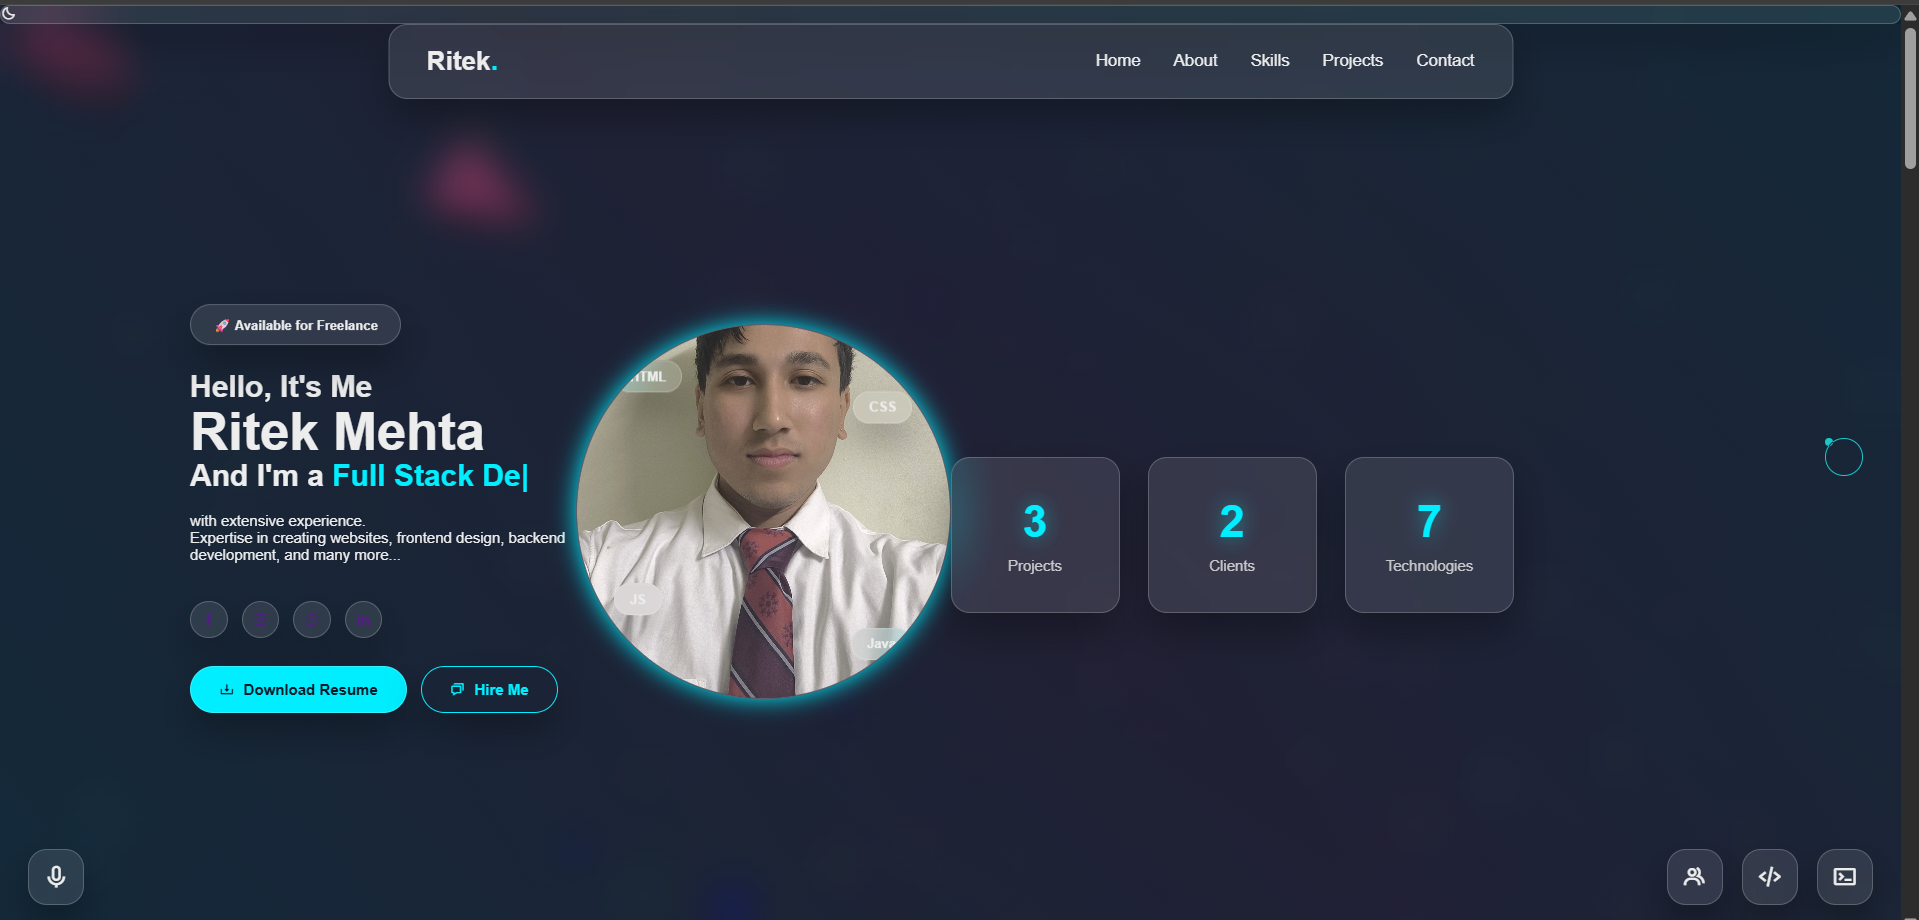 Ritek.
Home About Skills Projects Contact
🚀 Available for Freelance
Hello, It's Me
Ritek Mehta
And I'm a Full Stack De|
with extensive experience.
Expertise in creating websites, frontend design, backend
development, and many more...
Download Resume
Hire Me
HTML
CSS
JS
Java
3
Projects
2
Clients
7
Technologies